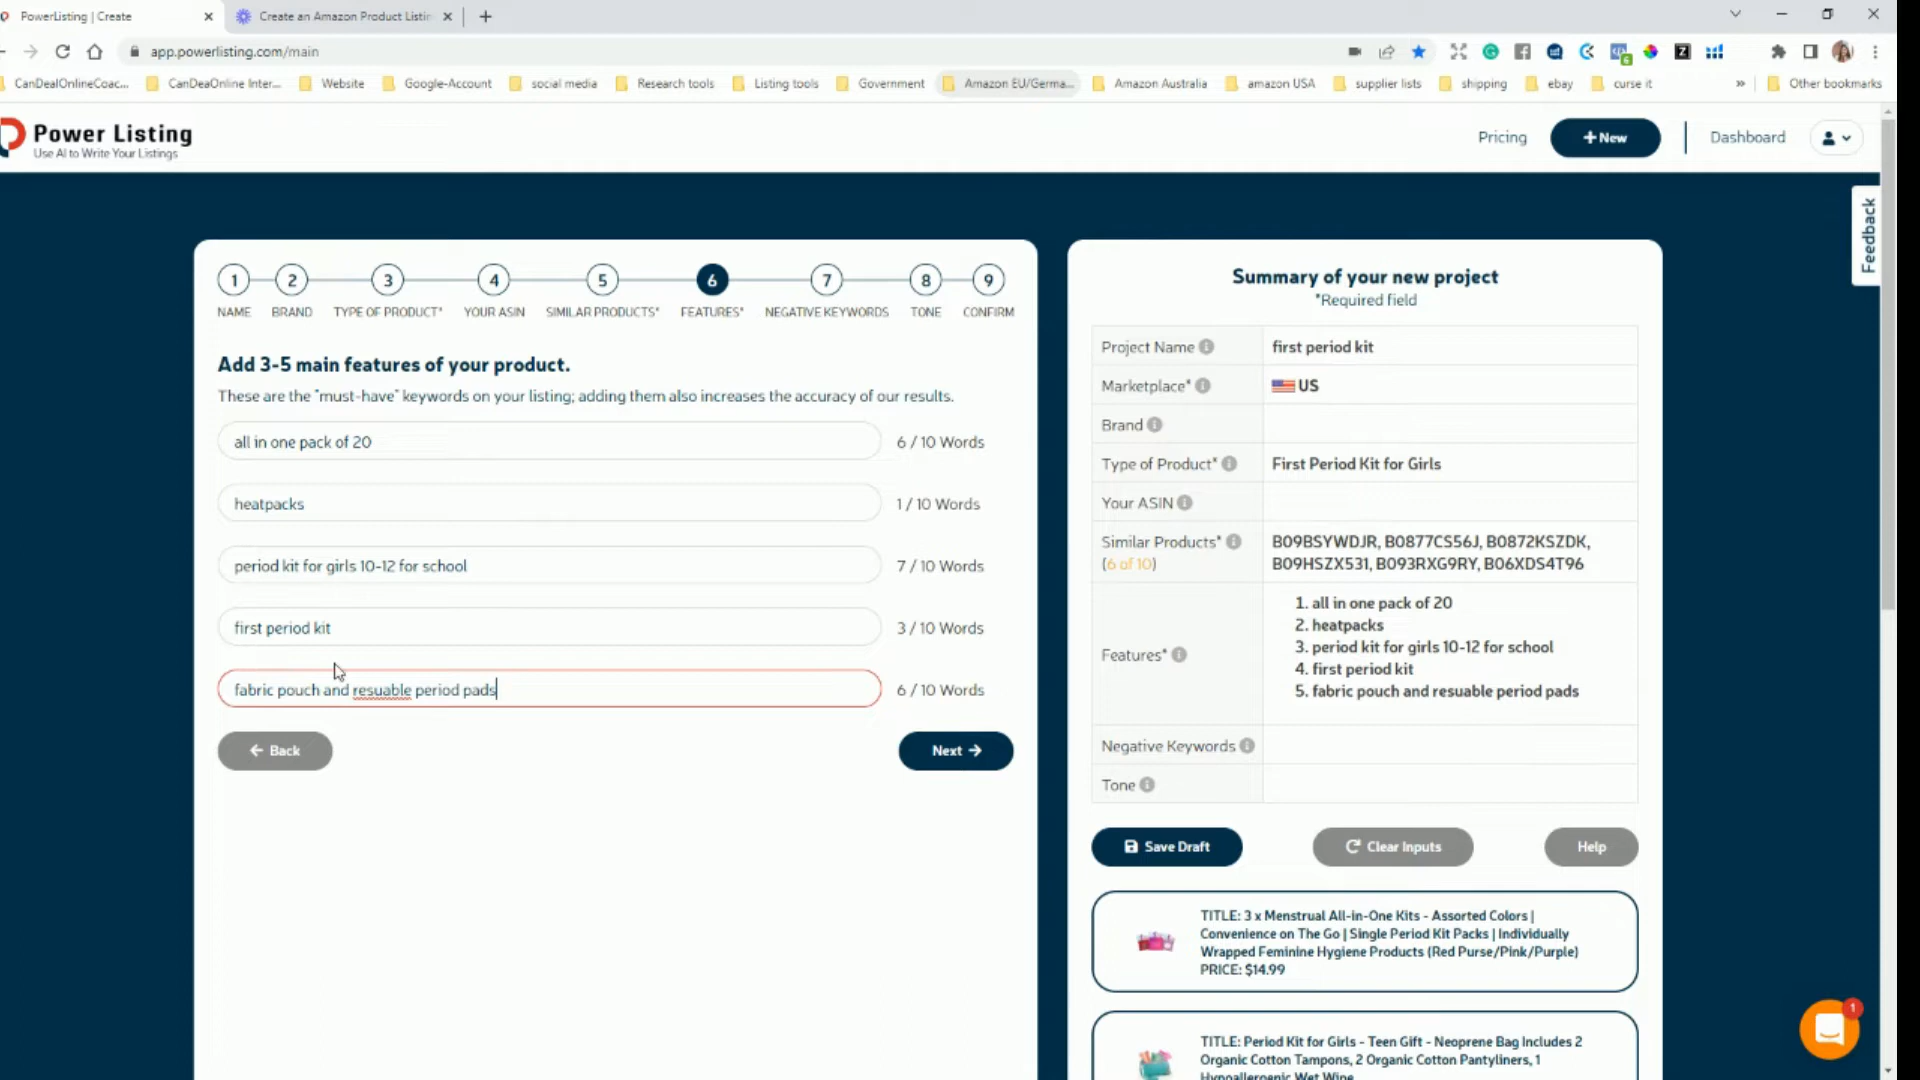 PowerListing | Create
Create an Amazon Product Listin
app.powerlisting.com/main
CanDealOnlineCoac...
CanDeaOnline Inter...
Website
Google-Account
social media
Research tools
Listing tools
Government
Amazon EU/Germa...
Amazon Australia
amazon USA
supplier lists
shipping
ebay
curse it
»
Other bookmarks
Power Listing
Use AI to Write Your Listings
Pricing
+ New
Dashboard
Feedback
1
2
3
4
5
6
7
8
9
NAME
BRAND
TYPE OF PRODUCT*
YOUR ASIN
SIMILAR PRODUCTS*
FEATURES*
NEGATIVE KEYWORDS
TONE
CONFIRM
Add 3-5 main features of your product.
These are the "must-have" keywords on your listing; adding them also increases the accuracy of our results.
all in one pack of 20
6 / 10 Words
heatpacks
1 / 10 Words
period kit for girls 10-12 for school
7 / 10 Words
first period kit
3 / 10 Words
fabric pouch and resuable period pads
6 / 10 Words
← Back
Next →
Summary of your new project
*Required field
Project Name
first period kit
Marketplace*
US
Brand
Type of Product*
First Period Kit for Girls
Your ASIN
Similar Products*
(6 of 10)
B09BSYWDJR, B0877CS56J, B0872KSZDK,
B09HSZX531, B093RXG9RY, B06XDS4T96
Features*
1. all in one pack of 20
2. heatpacks
3. period kit for girls 10-12 for school
4. first period kit
5. fabric pouch and resuable period pads
Negative Keywords
Tone
Save Draft
Clear Inputs
Help
TITLE: 3 x Menstrual All-in-One Kits - Assorted Colors |
Convenience on The Go | Single Period Kit Packs | Individually
Wrapped Feminine Hygiene Products (Red Purse/Pink/Purple)
PRICE: $14.99
TITLE: Period Kit for Girls - Teen Gift - Neoprene Bag Includes 2
Organic Cotton Tampons, 2 Organic Cotton Pantyliners, 1
Hypoallergenic Wet Wipe
1